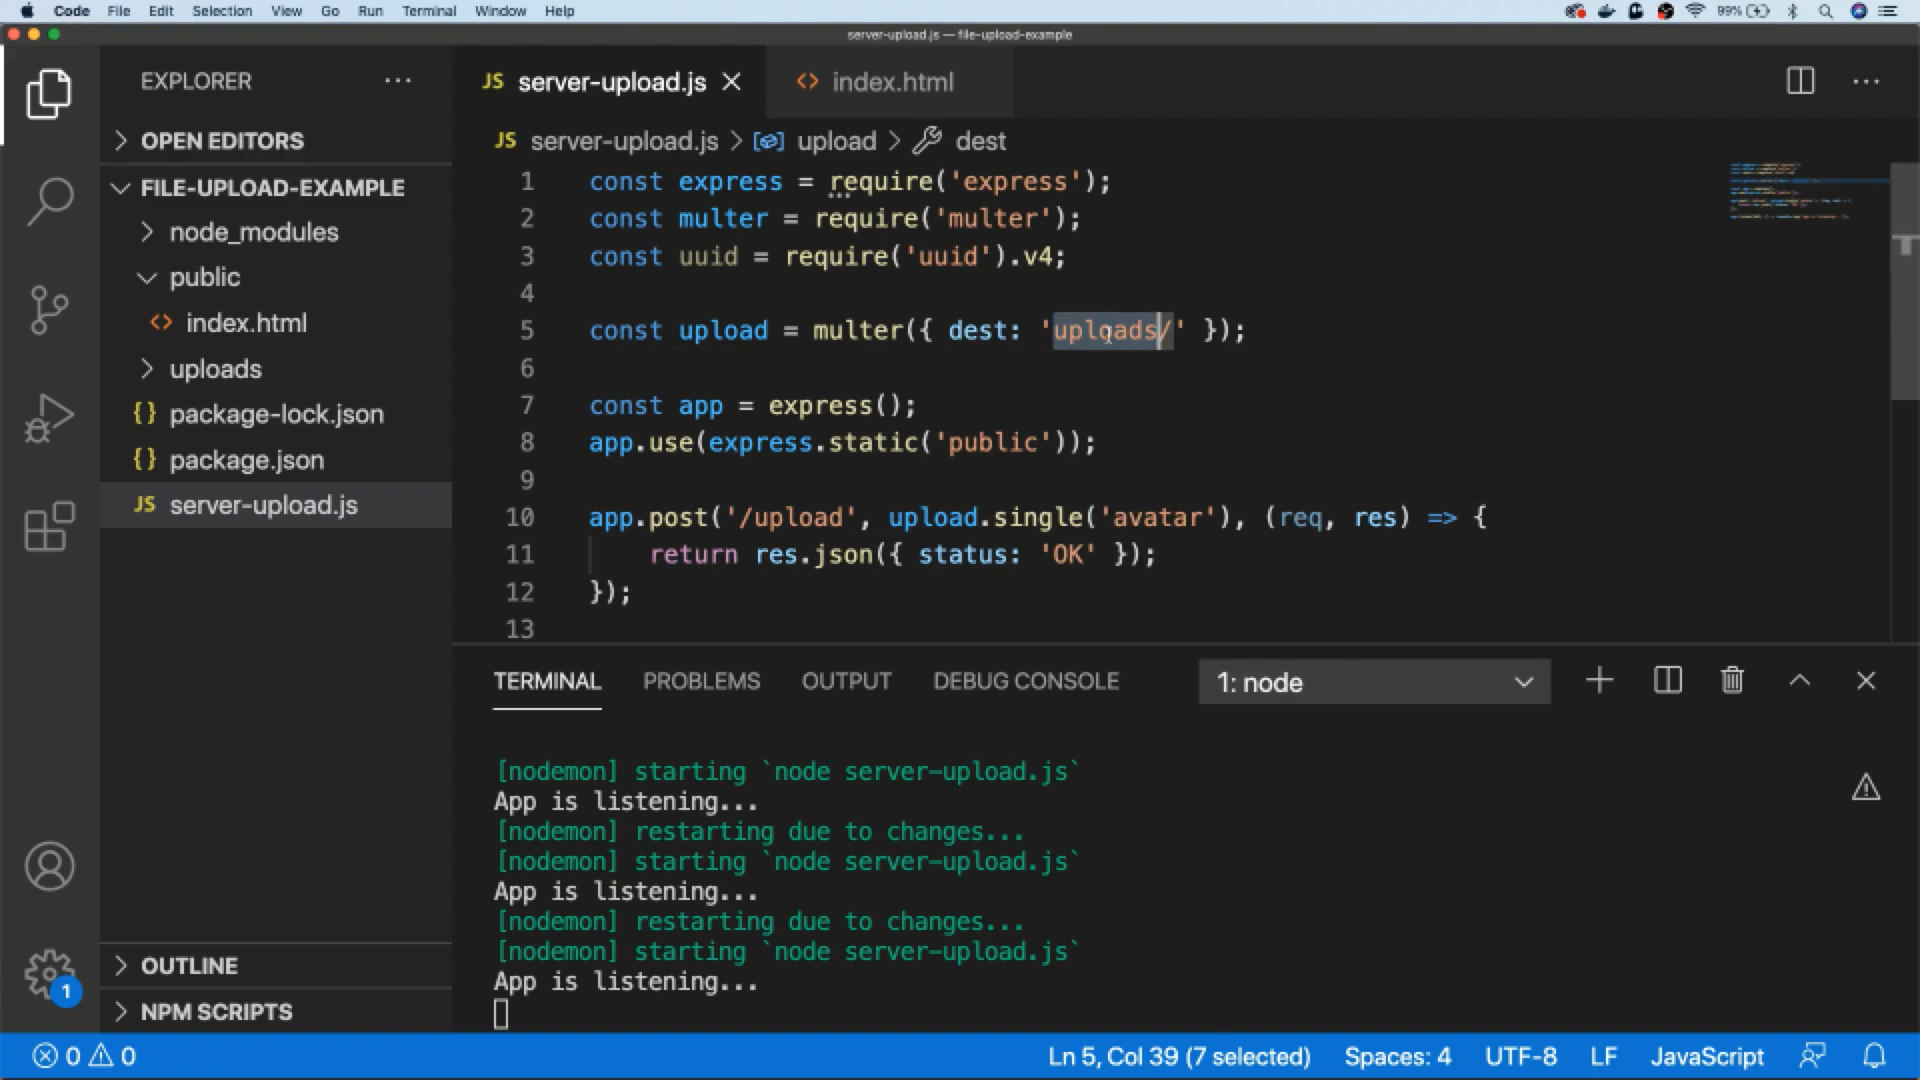 Code File Edit Selection View Go Run Terminal Window Help 99%
server-upload.js — file-upload-example
EXPLORER ···
OPEN EDITORS
FILE-UPLOAD-EXAMPLE
node_modules
public
<> index.html
uploads
{} package-lock.json
{} package.json
JS server-upload.js
OUTLINE
NPM SCRIPTS
1
JS server-upload.js <> index.html ···
JS server-upload.js > upload > dest
1 const express = require('express');
2 const multer = require('multer');
3 const uuid = require('uuid').v4;
4
5 const upload = multer({ dest: 'uploads/' });
6
7 const app = express();
8 app.use(express.static('public'));
9
10 app.post('/upload', upload.single('avatar'), (req, res) => {
11 return res.json({ status: 'OK' });
12 });
13
TERMINAL PROBLEMS OUTPUT DEBUG CONSOLE 1: node
[nodemon] starting `node server-upload.js`
App is listening...
[nodemon] restarting due to changes...
[nodemon] starting `node server-upload.js`
App is listening...
[nodemon] restarting due to changes...
[nodemon] starting `node server-upload.js`
App is listening...
0 0 Ln 5, Col 39 (7 selected) Spaces: 4 UTF-8 LF JavaScript